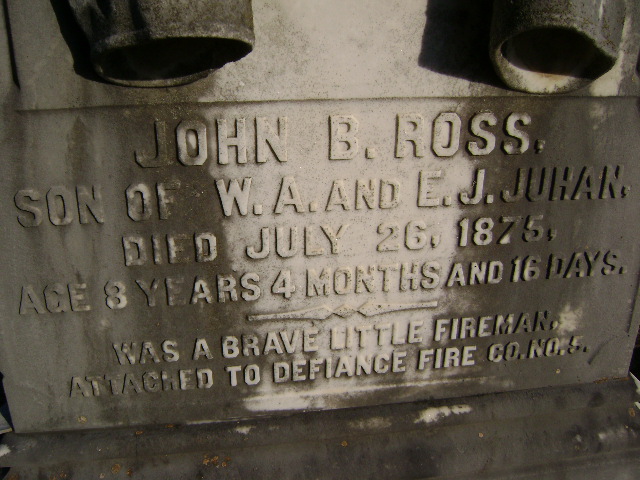 JOHN B. ROSS,
SON OF W. A. AND E. J. JUHAN,
DIED JULY 26, 1875,
AGE 8 YEARS 4 MONTHS AND 16 DAYS.
WAS A BRAVE LITTLE FIREMAN,
ATTACHED TO DEFIANCE FIRE CO. NO. 5.